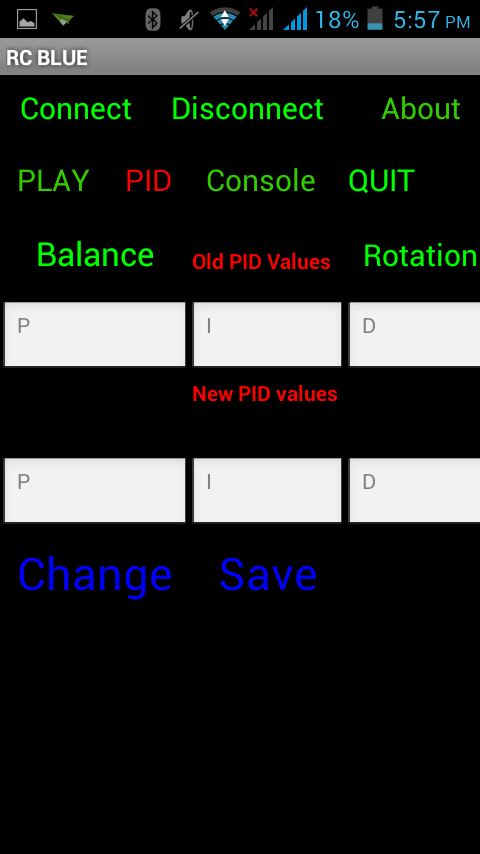 18% 5:57 PM
RC BLUE
Connect Disconnect About
PLAY PID Console QUIT
Balance Old PID Values Rotation
P I D
New PID values
P I D
Change Save